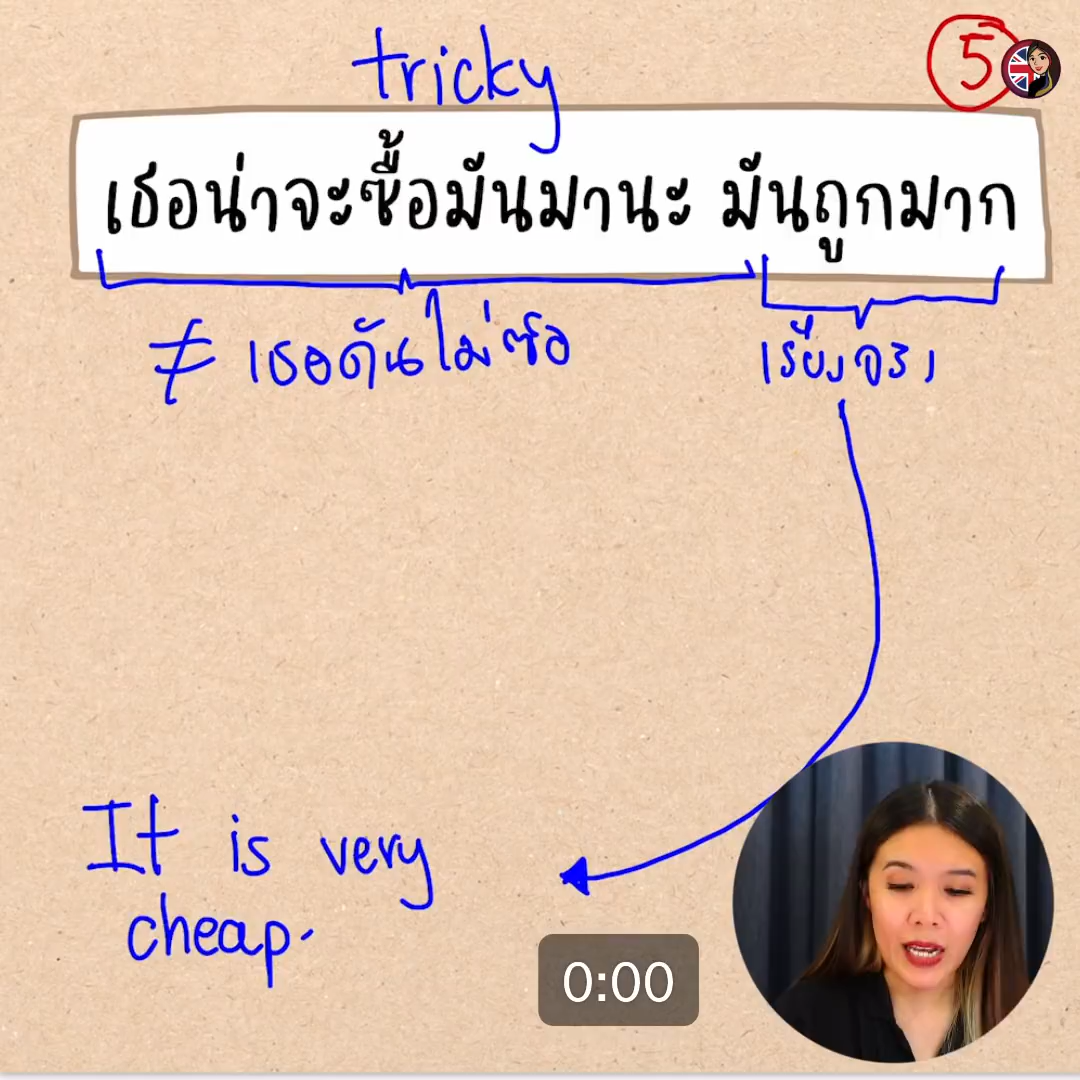 tricky
5
เธอน่าจะซื้อมันมานะ มันถูกมาก
≠ เธอดันไม่ซื้อ
เรื่องจริง
It is very
cheap.
0:00